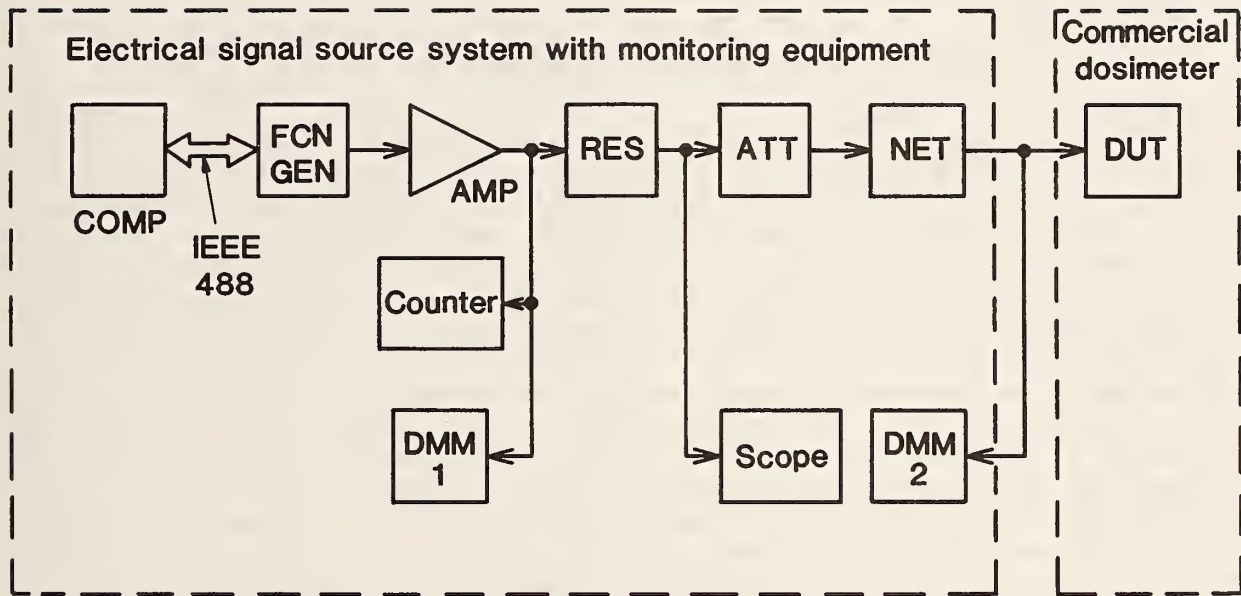 Electrical signal source system with monitoring equipment
Commercial
dosimeter
COMP
IEEE
488
FCN
GEN
AMP
RES
ATT
NET
DUT
Counter
DMM
1
Scope
DMM
2